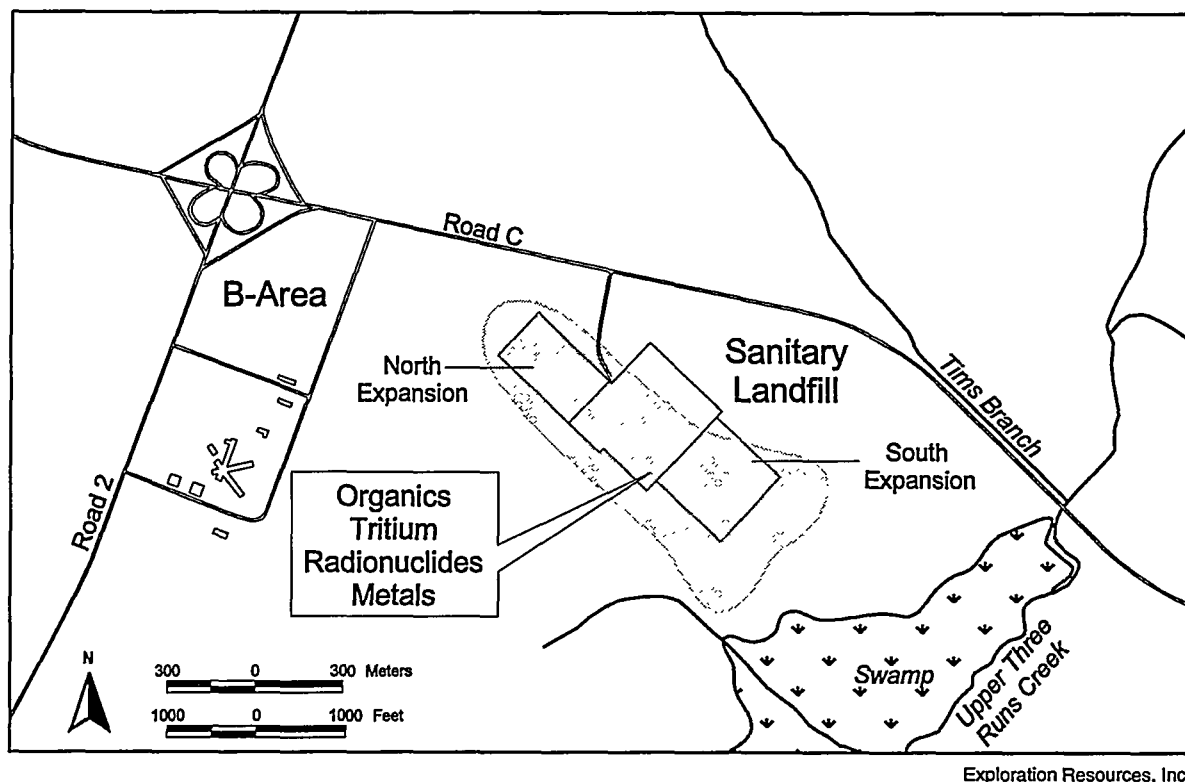 Road C
B-Area
North
Expansion
Sanitary
Landfill
Tims Branch
South
Expansion
Organics
Tritium
Radionuclides
Metals
Road 2
N
300 0 300 Meters
1000 0 1000 Feet
Swamp
Upper Three
Runs Creek
Exploration Resources, Inc